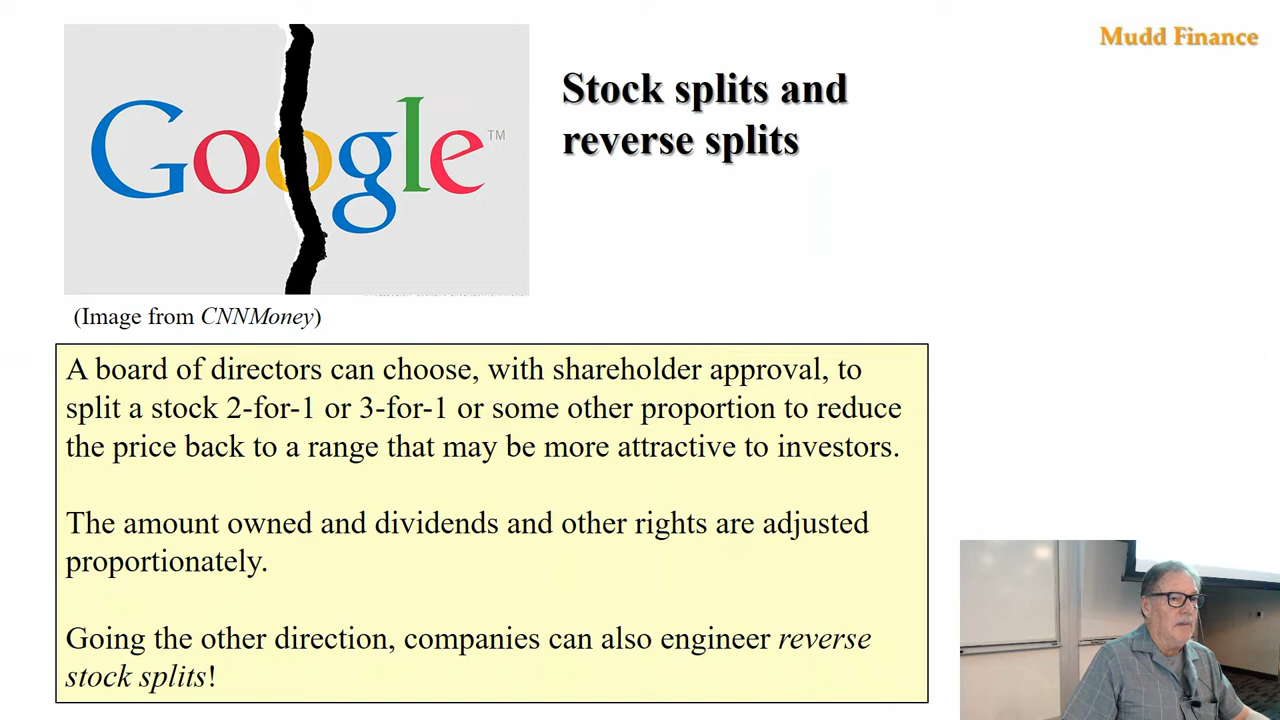 Mudd Finance
Google™
Stock splits and
reverse splits
(Image from CNNMoney)
A board of directors can choose, with shareholder approval, to
split a stock 2-for-1 or 3-for-1 or some other proportion to reduce
the price back to a range that may be more attractive to investors.
The amount owned and dividends and other rights are adjusted
proportionately.
Going the other direction, companies can also engineer reverse
stock splits!